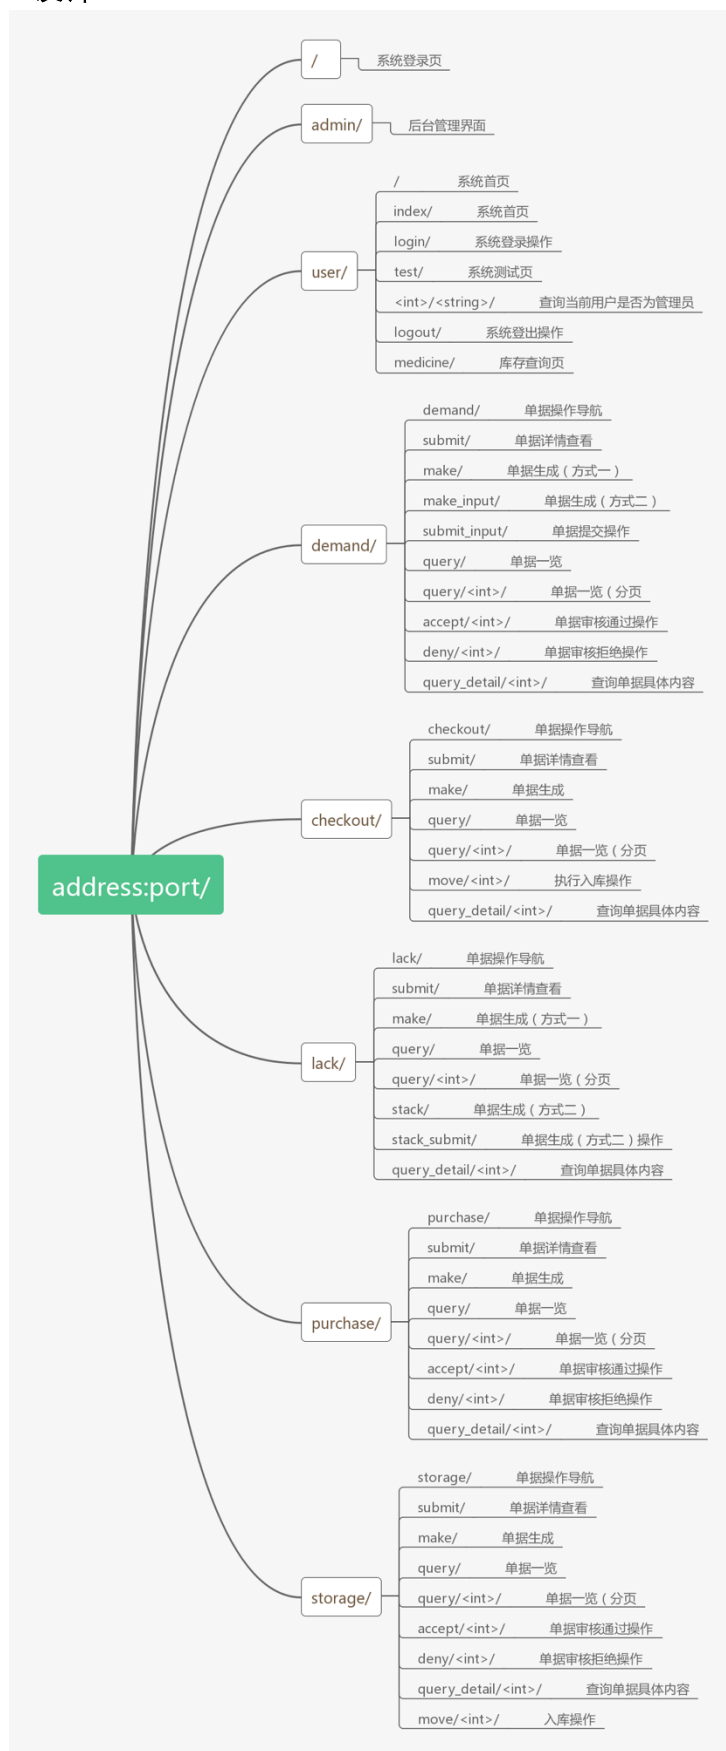 / 系统登录页
admin/ 后台管理界面
/ 系统首页
index/ 系统首页
login/ 系统登录操作
user/
test/ 系统测试页
<int>/<string>/ 查询当前用户是否为管理员
logout/ 系统登出操作
medicine/ 库存查询页
demand/ 单据操作导航
submit/ 单据详情查看
make/ 单据生成(方式一)
make_input/ 单据生成(方式二)
submit_input/ 单据提交操作
demand/
query/ 单据一览
query/<int>/ 单据一览(分页
accept/<int>/ 单据审核通过操作
deny/<int>/ 单据审核拒绝操作
query_detail/<int>/ 查询单据具体内容
checkout/ 单据操作导航
submit/ 单据详情查看
make/ 单据生成
checkout/
query/ 单据一览
query/<int>/ 单据一览(分页
move/<int>/ 执行入库操作
query_detail/<int>/ 查询单据具体内容
address:port/
lack/ 单据操作导航
submit/ 单据详情查看
make/ 单据生成(方式一)
query/ 单据一览
lack/
query/<int>/ 单据一览(分页
stack/ 单据生成(方式二)
stack_submit/ 单据生成(方式二)操作
query_detail/<int>/ 查询单据具体内容
purchase/ 单据操作导航
submit/ 单据详情查看
make/ 单据生成
query/ 单据一览
purchase/
query/<int>/ 单据一览(分页
accept/<int>/ 单据审核通过操作
deny/<int>/ 单据审核拒绝操作
query_detail/<int>/ 查询单据具体内容
storage/ 单据操作导航
submit/ 单据详情查看
make/ 单据生成
query/ 单据一览
storage/
query/<int>/ 单据一览(分页
accept/<int>/ 单据审核通过操作
deny/<int>/ 单据审核拒绝操作
query_detail/<int>/ 查询单据具体内容
move/<int>/ 入库操作